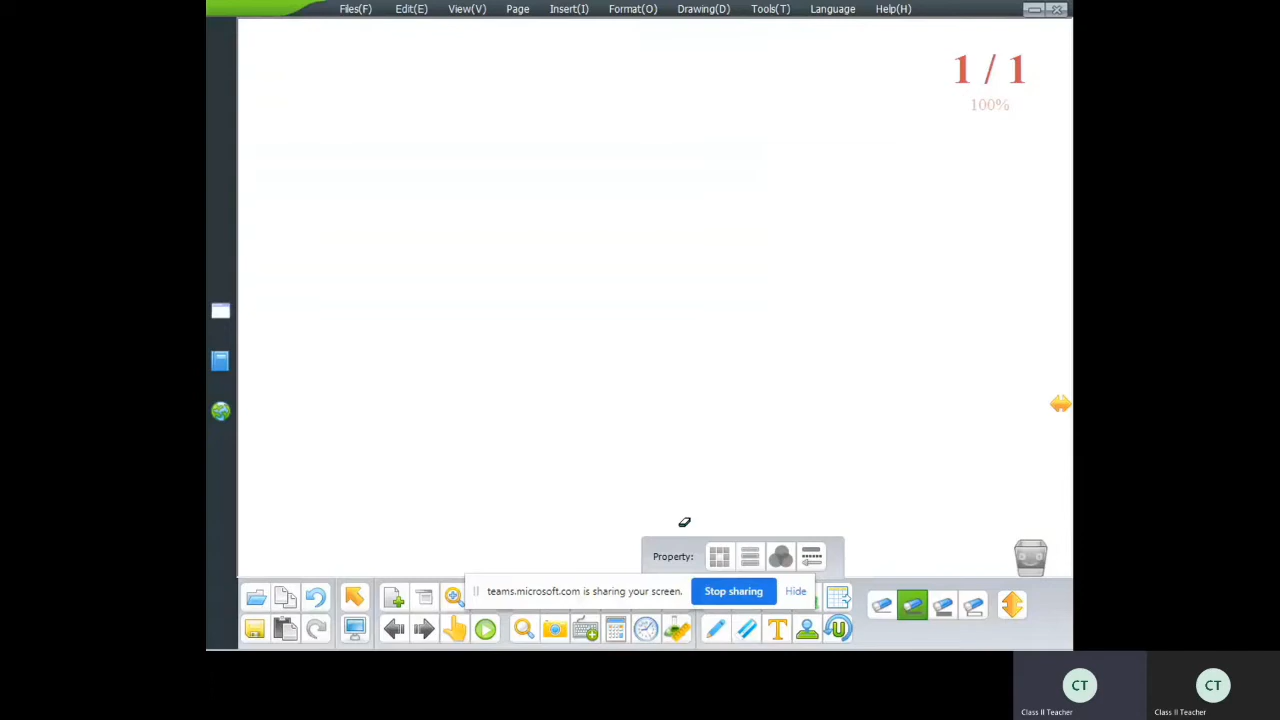 Files(F) Edit(E) View(V) Page Insert(I) Format(O) Drawing(D) Tools(T) Language Help(H)
1 / 1
100%
Property:
teams.microsoft.com is sharing your screen. Stop sharing Hide
CT CT
Class II Teacher Class II Teacher